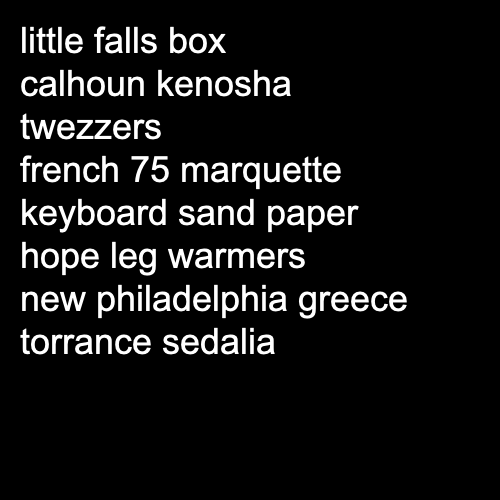 little falls box
calhoun kenosha
twezzers
french 75 marquette
keyboard sand paper
hope leg warmers
new philadelphia greece
torrance sedalia